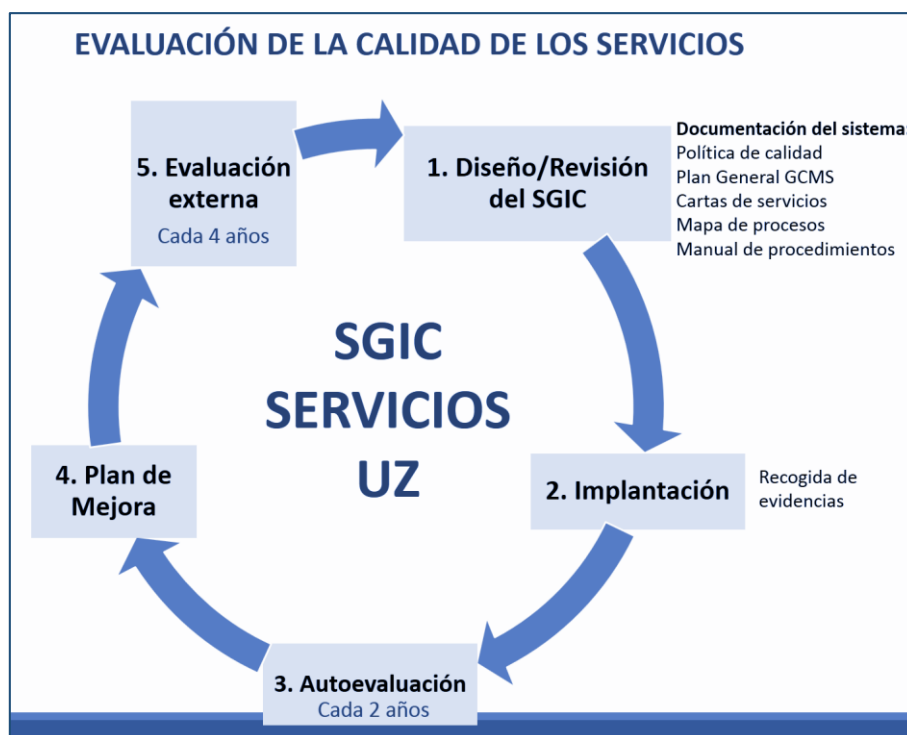 EVALUACIÓN DE LA CALIDAD DE LOS SERVICIOS
5. Evaluación
externa
Cada 4 años
1. Diseño/Revisión
del SGIC
Documentación del sistema:
Política de calidad
Plan General GCMS
Cartas de servicios
Mapa de procesos
Manual de procedimientos
SGIC
SERVICIOS
UZ
4. Plan de
Mejora
2. Implantación
Recogida de
evidencias
3. Autoevaluación
Cada 2 años